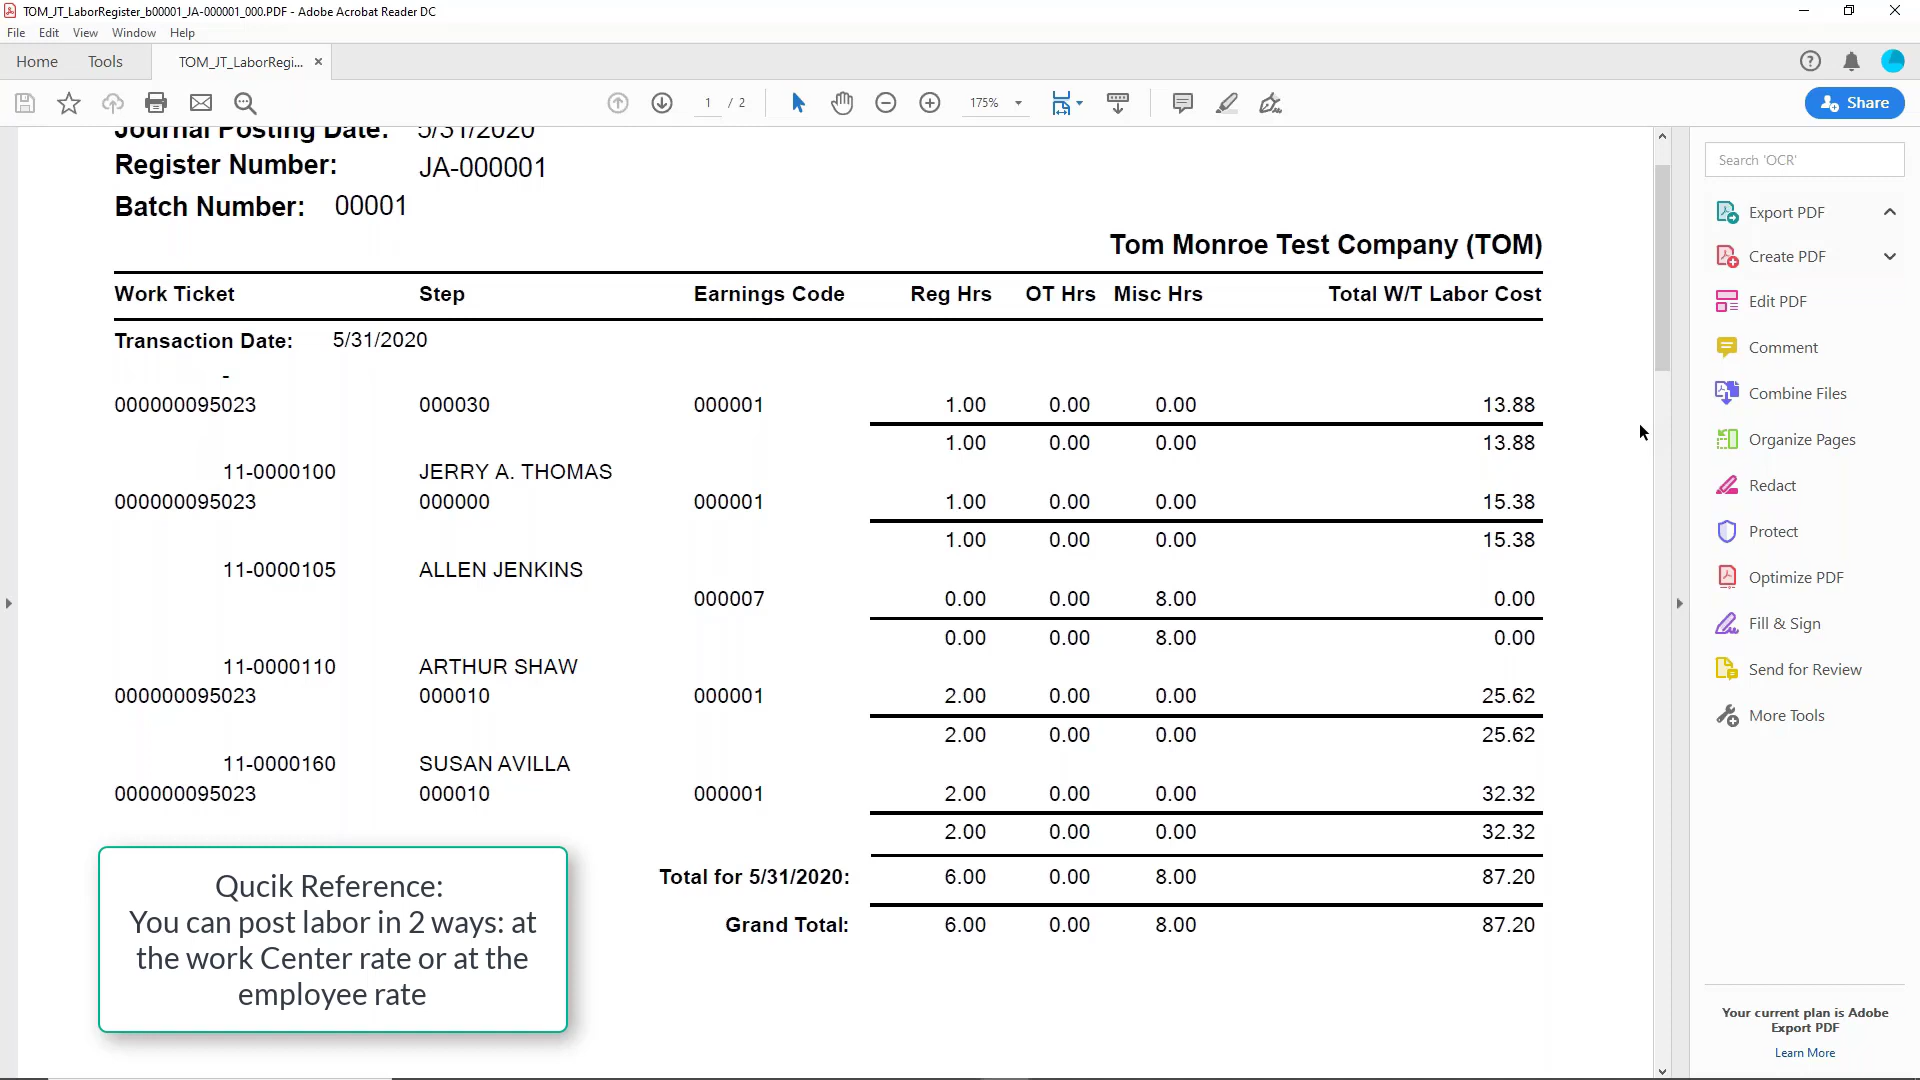 TOM_JT_LaborRegister_b00001_JA-000001_000.PDF - Adobe Acrobat Reader DC
File Edit View Window Help
Home Tools TOM_JT_LaborRegi... ×
1 / 2 175% Share
Journal Posting Date: 5/31/2020
Register Number: JA-000001
Batch Number: 00001
Tom Monroe Test Company (TOM)
Work Ticket Step Earnings Code Reg Hrs OT Hrs Misc Hrs Total W/T Labor Cost
Transaction Date: 5/31/2020
-
000000095023 000030 000001 1.00 0.00 0.00 13.88
1.00 0.00 0.00 13.88
11-0000100 JERRY A. THOMAS
000000095023 000000 000001 1.00 0.00 0.00 15.38
1.00 0.00 0.00 15.38
11-0000105 ALLEN JENKINS
000007 0.00 0.00 8.00 0.00
0.00 0.00 8.00 0.00
11-0000110 ARTHUR SHAW
000000095023 000010 000001 2.00 0.00 0.00 25.62
2.00 0.00 0.00 25.62
11-0000160 SUSAN AVILLA
000000095023 000010 000001 2.00 0.00 0.00 32.32
2.00 0.00 0.00 32.32
Total for 5/31/2020: 6.00 0.00 8.00 87.20
Grand Total: 6.00 0.00 8.00 87.20
Qucik Reference:
You can post labor in 2 ways: at
the work Center rate or at the
employee rate
Search 'OCR'
Export PDF
Create PDF
Edit PDF
Comment
Combine Files
Organize Pages
Redact
Protect
Optimize PDF
Fill & Sign
Send for Review
More Tools
Your current plan is Adobe
Export PDF
Learn More